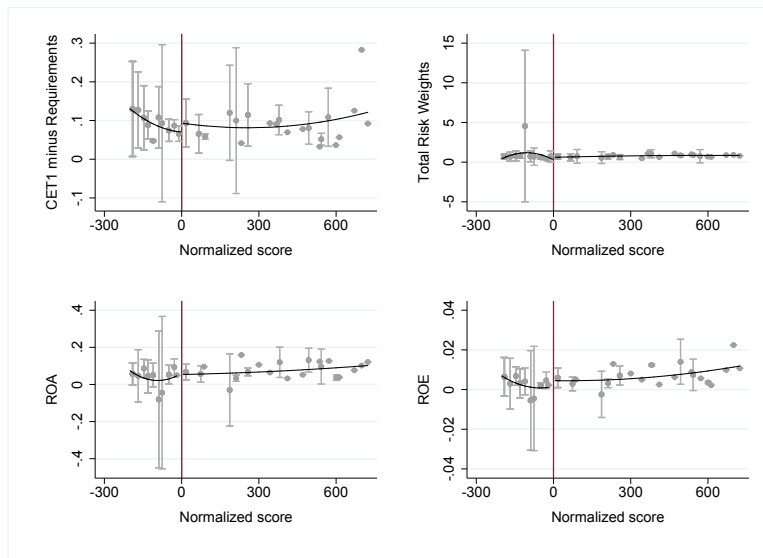 CET1 minus Requirements
.3
.2
.1
0
-.1
-300 0 300 600
Normalized score
Total Risk Weights
15
10
5
0
-5
-300 0 300 600
Normalized score
ROA
.4
.2
0
-.2
-.4
-300 0 300 600
Normalized score
ROE
.04
.02
0
-.02
-.04
-300 0 300 600
Normalized score